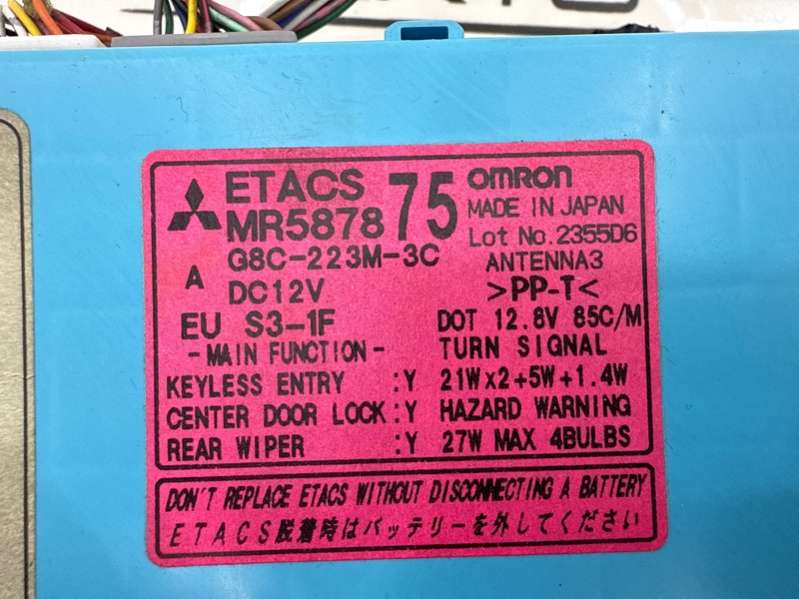 ETACS
MR587875
A G8C-223M-3C
DC12V
EU S3-1F
-MAIN FUNCTION-
KEYLESS ENTRY :Y
CENTER DOOR LOCK:Y
REAR WIPER :Y
omron
MADE IN JAPAN
Lot No.2355D6
ANTENNA3
>PP-T<
DOT 12.8V 85C/M
TURN SIGNAL
21W×2+5W+1.4W
HAZARD WARNING
27W MAX 4BULBS
DON'T REPLACE ETACS WITHOUT DISCONNECTING A BATTERY
ETACS脱着時はバッテリーを外してください